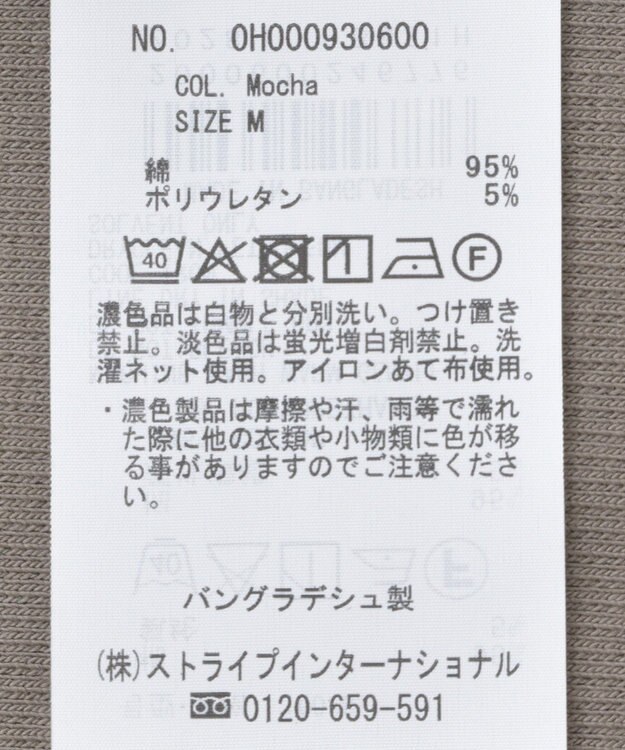 NO. 0H000930600
COL. Mocha
SIZE M
綿 95%
ポリウレタン 5%
40 F
濃色品は白物と分別洗い。つけ置き
禁止。淡色品は蛍光増白剤禁止。洗
濯ネット使用。アイロンあて布使用。
・濃色製品は摩擦や汗、雨等で濡れ
た際に他の衣類や小物類に色が移
る事がありますのでご注意くださ
い。
バングラデシュ製
(株)ストライプインターナショナル
0120-659-591